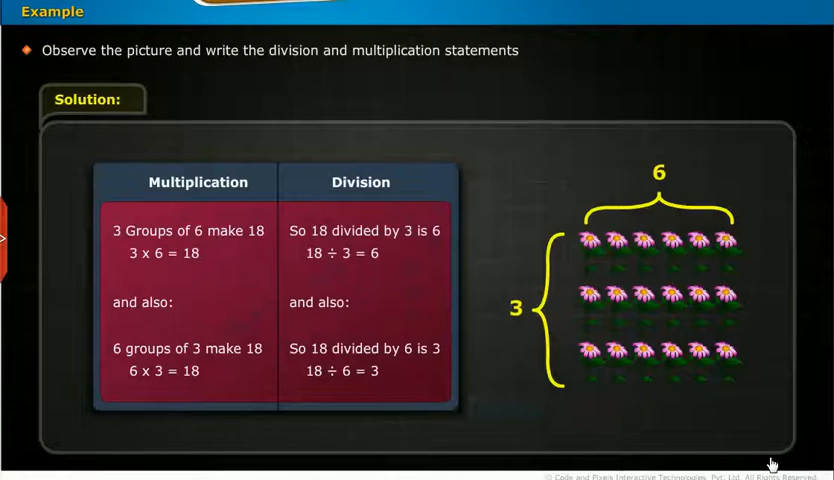 Example
Observe the picture and write the division and multiplication statements
Solution:
Multiplication
Division
3 Groups of 6 make 18
3 x 6 = 18
and also:
6 groups of 3 make 18
6 x 3 = 18
So 18 divided by 3 is 6
18 ÷ 3 = 6
and also:
So 18 divided by 6 is 3
18 ÷ 6 = 3
6
3
© Code and Pixels Interactive Technologies, Pvt; Ltd. All Rights Reserved.